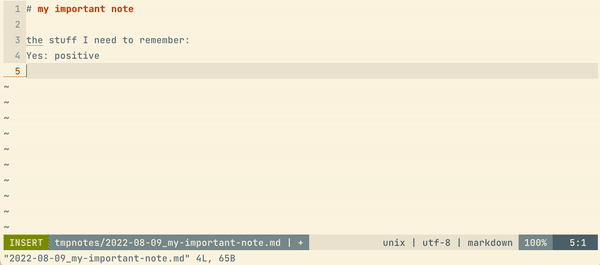 1 # my important note
2
3 the stuff I need to remember:
4 Yes: positive
5
~
~
~
~
~
~
~
~
~
~
INSERT tmpnotes/2022-08-09_my-important-note.md | + unix | utf-8 | markdown 100% 5:1
"2022-08-09_my-important-note.md" 4L, 65B